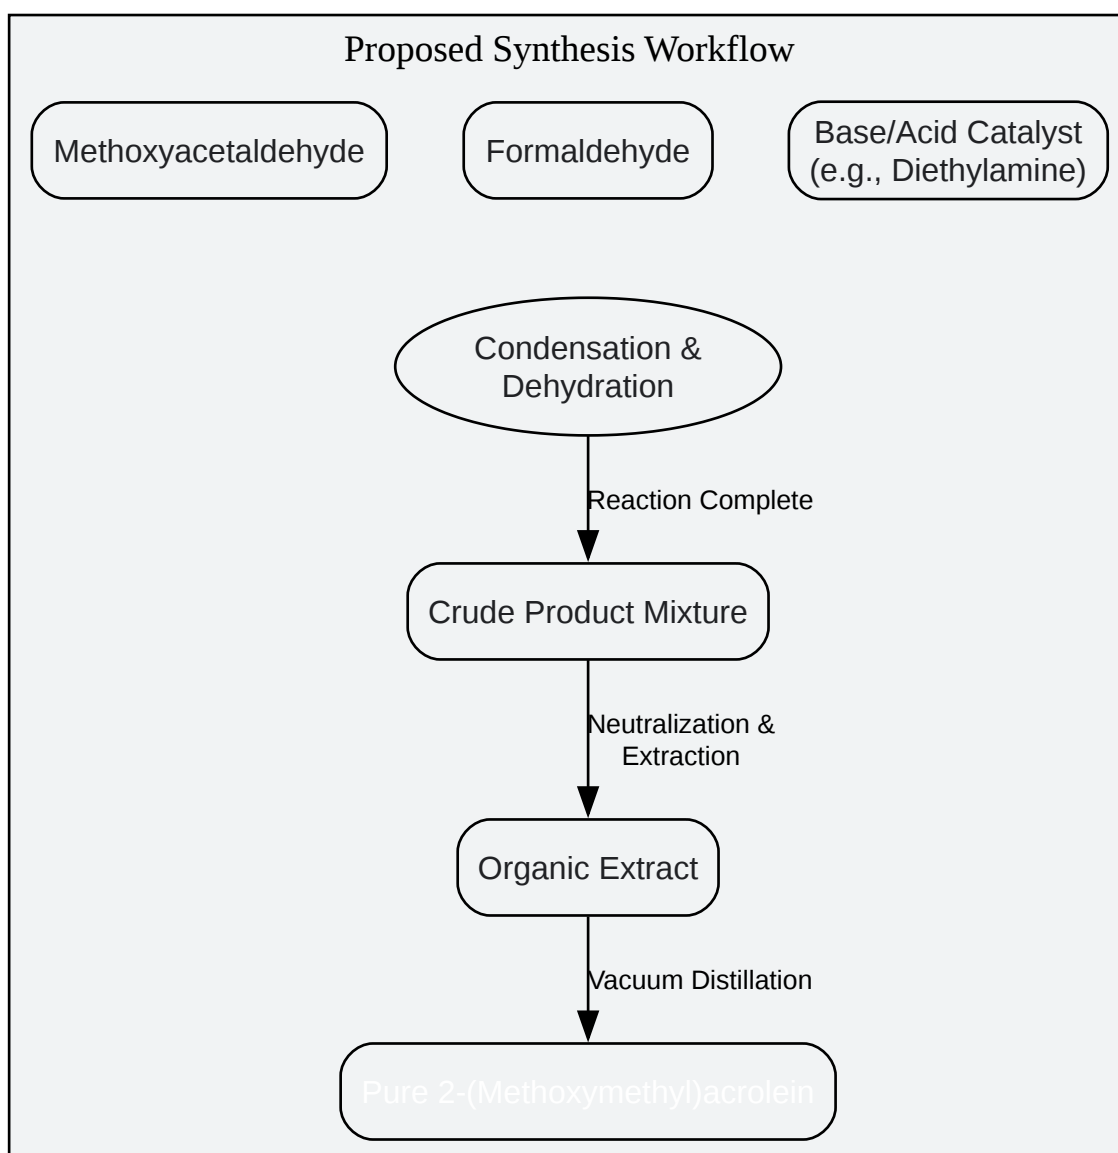 Proposed Synthesis Workflow
Methoxyacetaldehyde
Formaldehyde
Base/Acid Catalyst
(e.g., Diethylamine)
Condensation &
Dehydration
Reaction Complete
Crude Product Mixture
Neutralization &
Extraction
Organic Extract
Vacuum Distillation
Pure 2-(Methoxymethyl)acrolein